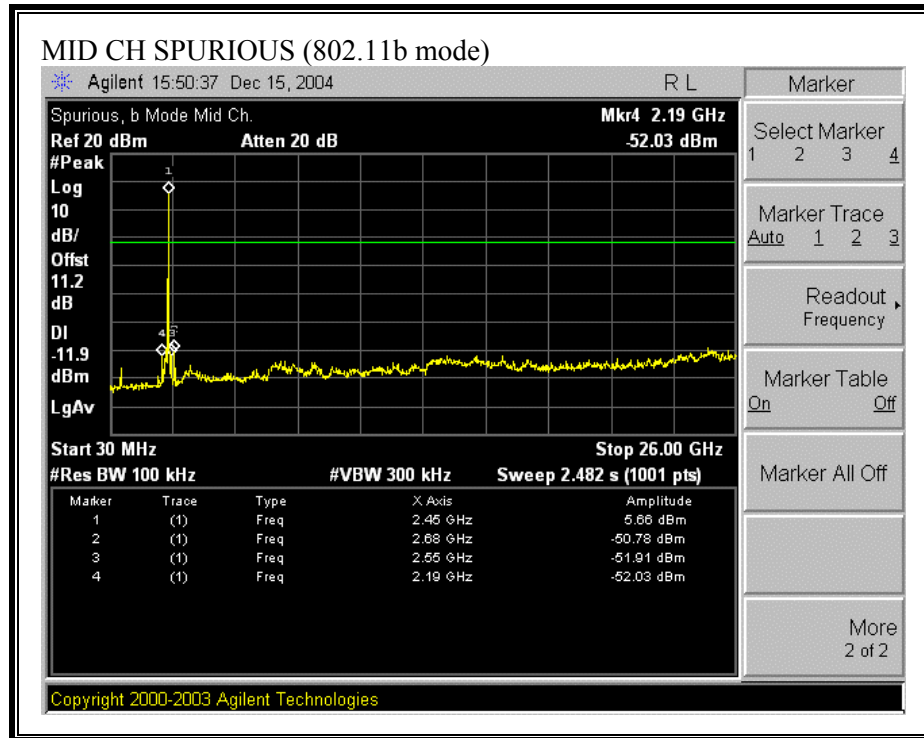 MID CH SPURIOUS (802.11b mode)
Agilent 15:50:37 Dec 15, 2004 R L
Marker
Spurious, b Mode Mid Ch.
Mkr4 2.19 GHz
Ref 20 dBm Atten 20 dB -52.03 dBm
#Peak
Log
10
dB/
Offst
11.2
dB
DI
-11.9
dBm
LgAv
1
4
Start 30 MHz Stop 26.00 GHz
#Res BW 100 kHz #VBW 300 kHz Sweep 2.482 s (1001 pts)
Marker Trace Type X Axis Amplitude
1 (1) Freq 2.45 GHz 5.66 dBm
2 (1) Freq 2.68 GHz -50.78 dBm
3 (1) Freq 2.55 GHz -51.91 dBm
4 (1) Freq 2.19 GHz -52.03 dBm
Select Marker
1 2 3 4
Marker Trace
Auto 1 2 3
Readout
Frequency
Marker Table
On Off
Marker All Off
More
2 of 2
Copyright 2000-2003 Agilent Technologies